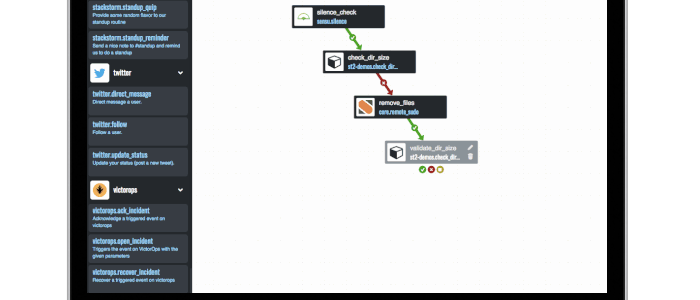 stackstorm.standup_quip
Provide some random flavor to our
standup routine
stackstorm.standup_reminder
Send a nice note to #standup and remind
us to do a standup
twitter
twitter.direct_message
Direct message a user.
twitter.follow
Follow a user.
twitter.update_status
Update your status (post a new tweet).
victorops
victorops.ack_incident
Acknowledge a triggered event on
victorops
victorops.open_incident
Triggers the event on VictorOps with the
given parameters
victorops.recover_incident
Recover a triggered event on victorops
silence_check
sensu.silence
check_dir_size
st2-demos.check_dir...
remove_files
core.remote_sudo
validate_dir_size
st2-demos.check_dir...